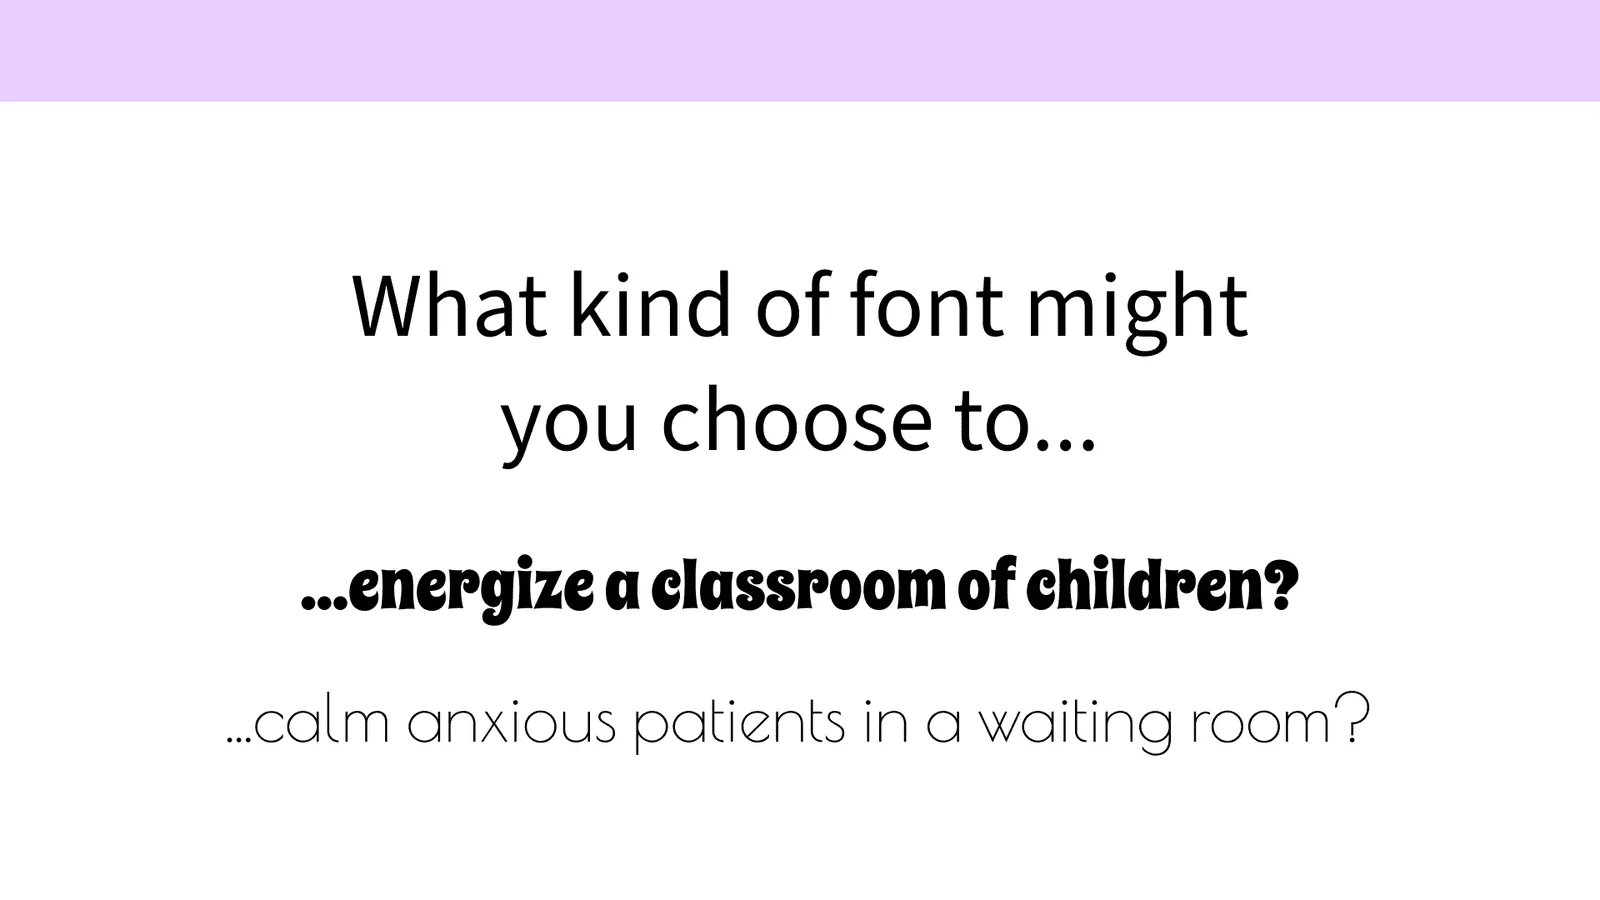 What kind of font might
you choose to...
...energize a classroom of children?
...calm anxious patients in a waiting room?